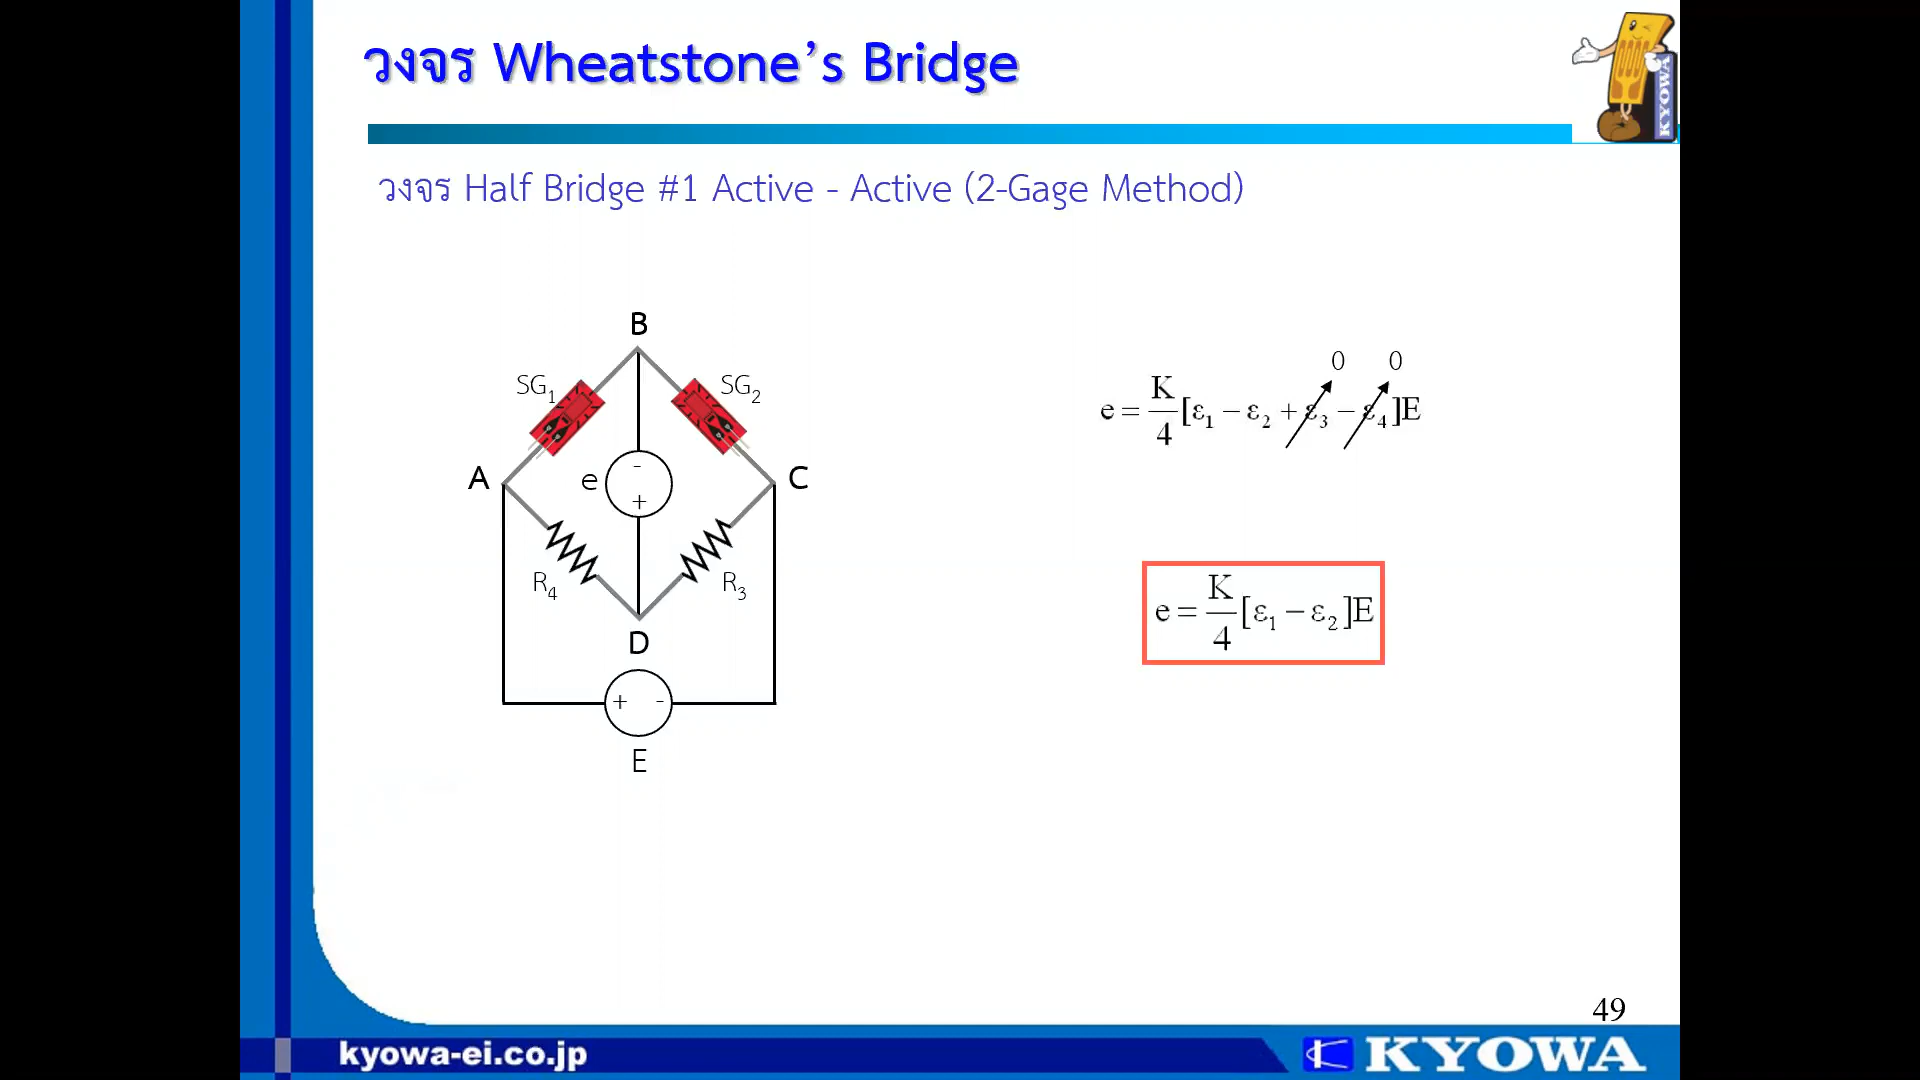 วงจร Wheatstone’s Bridge
KYOWA
วงจร Half Bridge #1 Active - Active (2-Gage Method)
B
SG1
SG2
A
e
-
+
C
R4
R3
D
+ -
E
0 0
e = K/4 [ε1 − ε2 + ε3 − ε4]E
e = K/4 [ε1 − ε2]E
49
kyowa-ei.co.jp
KYOWA